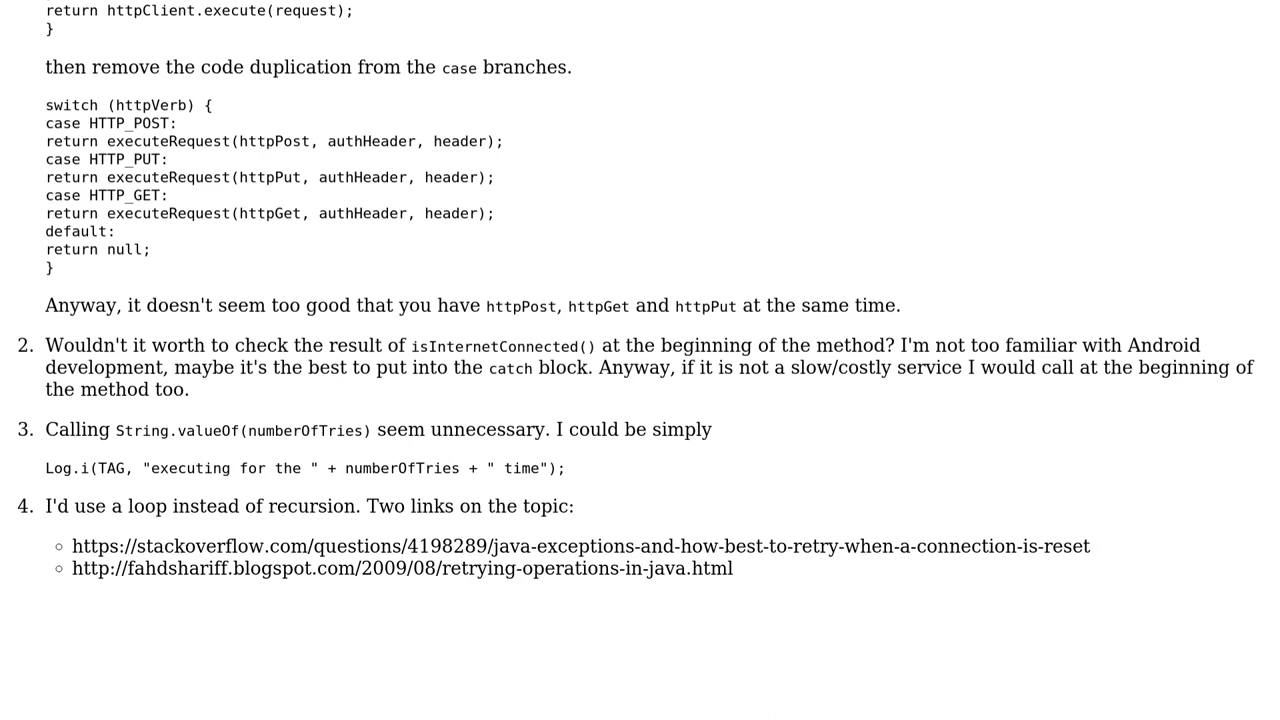 return httpClient.execute(request);
}
then remove the code duplication from the case branches.
switch (httpVerb) {
case HTTP_POST:
return executeRequest(httpPost, authHeader, header);
case HTTP_PUT:
return executeRequest(httpPut, authHeader, header);
case HTTP_GET:
return executeRequest(httpGet, authHeader, header);
default:
return null;
}
Anyway, it doesn't seem too good that you have httpPost, httpGet and httpPut at the same time.
2. Wouldn't it worth to check the result of isInternetConnected() at the beginning of the method? I'm not too familiar with Android
development, maybe it's the best to put into the catch block. Anyway, if it is not a slow/costly service I would call at the beginning of
the method too.
3. Calling String.valueOf(numberOfTries) seem unnecessary. I could be simply
Log.i(TAG, "executing for the " + numberOfTries + " time");
4. I'd use a loop instead of recursion. Two links on the topic:
◦ https://stackoverflow.com/questions/4198289/java-exceptions-and-how-best-to-retry-when-a-connection-is-reset
◦ http://fahdshariff.blogspot.com/2009/08/retrying-operations-in-java.html